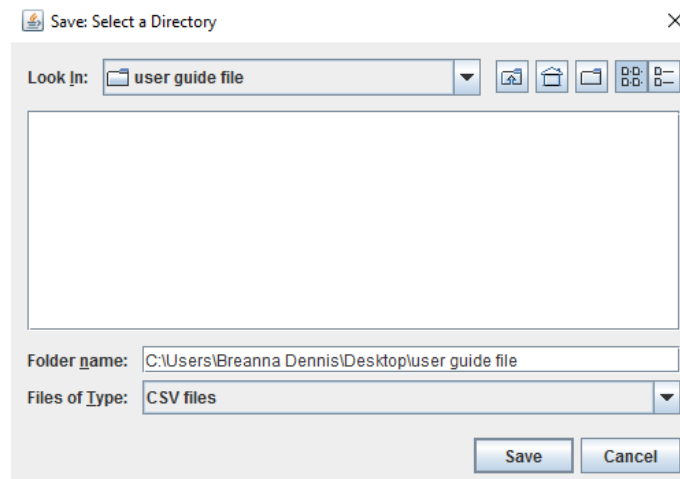 Save: Select a Directory
Look In: user guide file
Folder name: C:\Users\Breanna Dennis\Desktop\user guide file
Files of Type: CSV files
Save Cancel